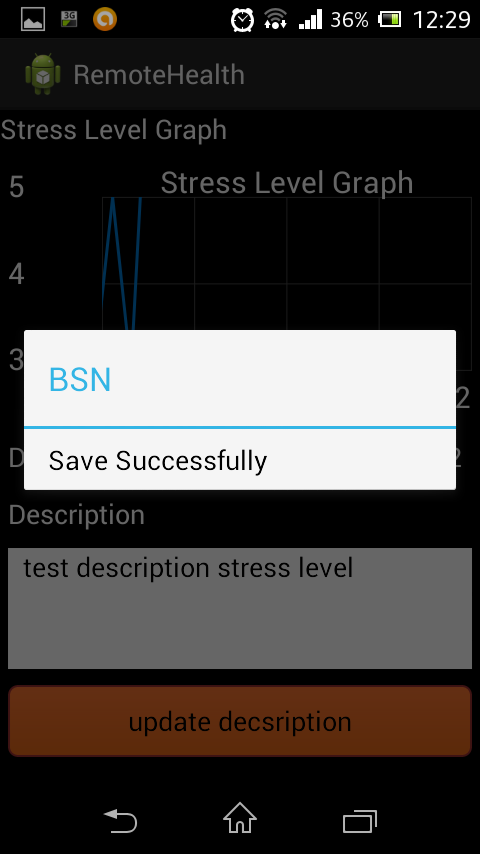 3G
36%
12:29
RemoteHealth
Stress Level Graph
5
Stress Level Graph
4
3
BSN
2
D
2
Save Successfully
Description
test description stress level
update decsription